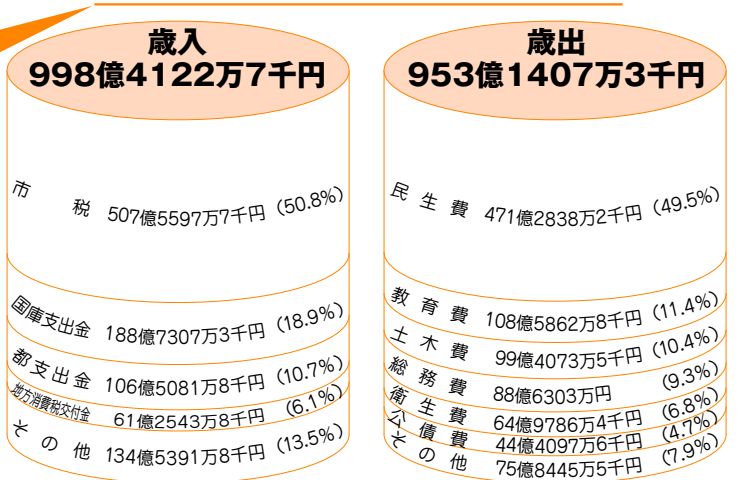 歳入
998億4122万7千円
市税 507億5597万7千円 (50.8%)
国庫支出金 188億7307万3千円 (18.9%)
都支出金 106億5081万8千円 (10.7%)
地方消費税交付金 61億2543万8千円 (6.1%)
その他 134億5391万8千円 (13.5%)
歳出
953億1407万3千円
民生費 471億2838万2千円 (49.5%)
教育費 108億5862万8千円 (11.4%)
土木費 99億4073万5千円 (10.4%)
総務費 88億6303万円 (9.3%)
衛生費 64億9786万4千円 (6.8%)
公債費 44億4097万6千円 (4.7%)
その他 75億8445万5千円 (7.9%)